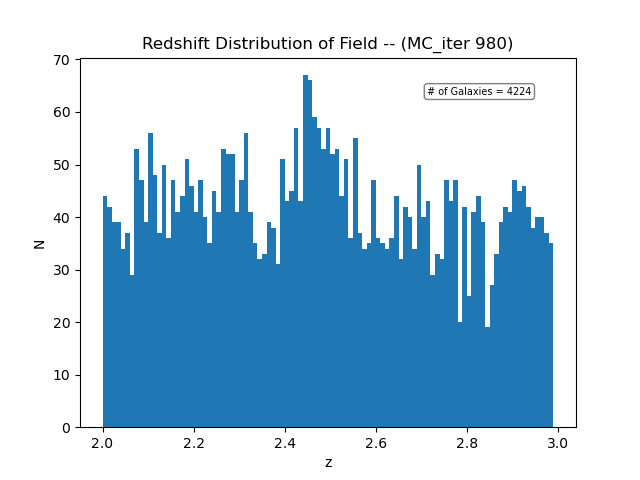 Redshift Distribution of Field -- (MC_iter 980)
# of Galaxies = 4224
70
60
50
40
30
20
10
0
N
2.0 2.2 2.4 2.6 2.8 3.0
z